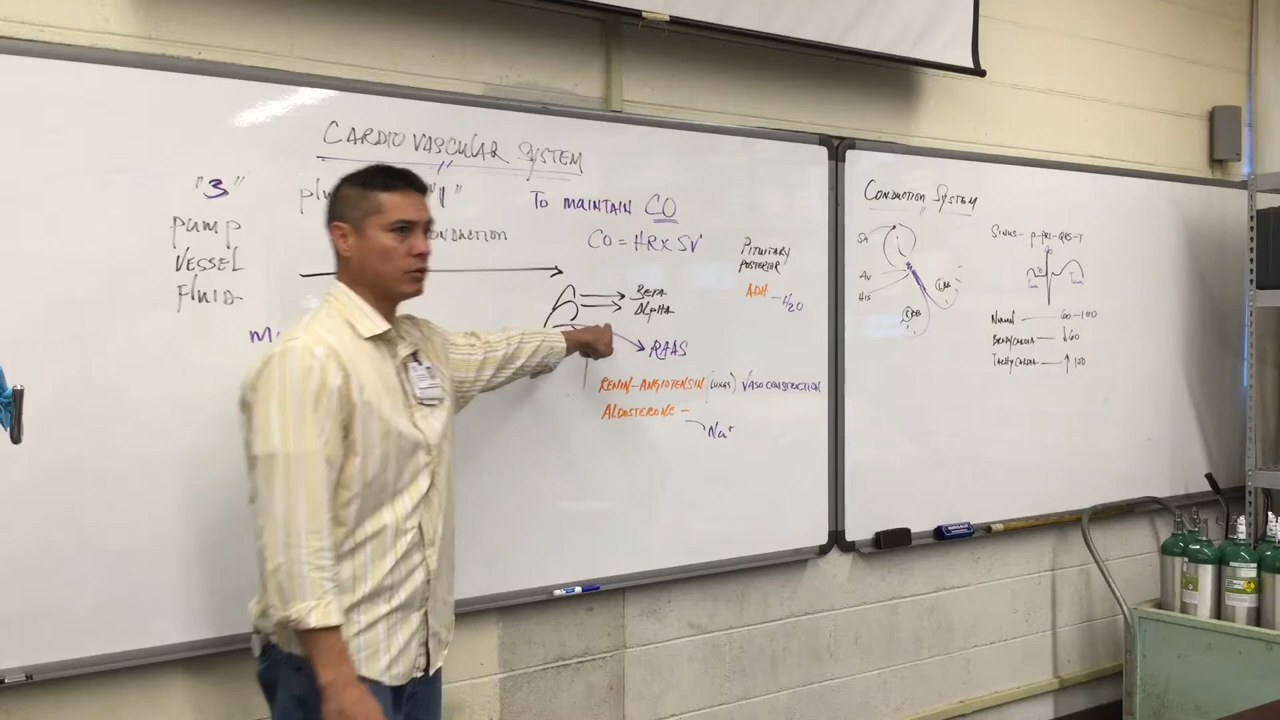 CARDIOVASCULAR SYSTEM
"3"
"1"
PUMP
VESSEL
FLUID
TO MAINTAIN CO
CO = HR X SV
BETA
ALPHA
RAAS
RENIN-ANGIOTENSIN (LUNGS) VASOCONSTRICTION
ALDOSTERONE -
Na+
PITUITARY
POSTERIOR
ADH - H2O
CONDUCTION SYSTEM
SA
AV
HIS
SINUS - P-PRI-QRS-T
NORMAL 60-100
BRADYCARDIA ↓60
TACHYCARDIA ↑ 100